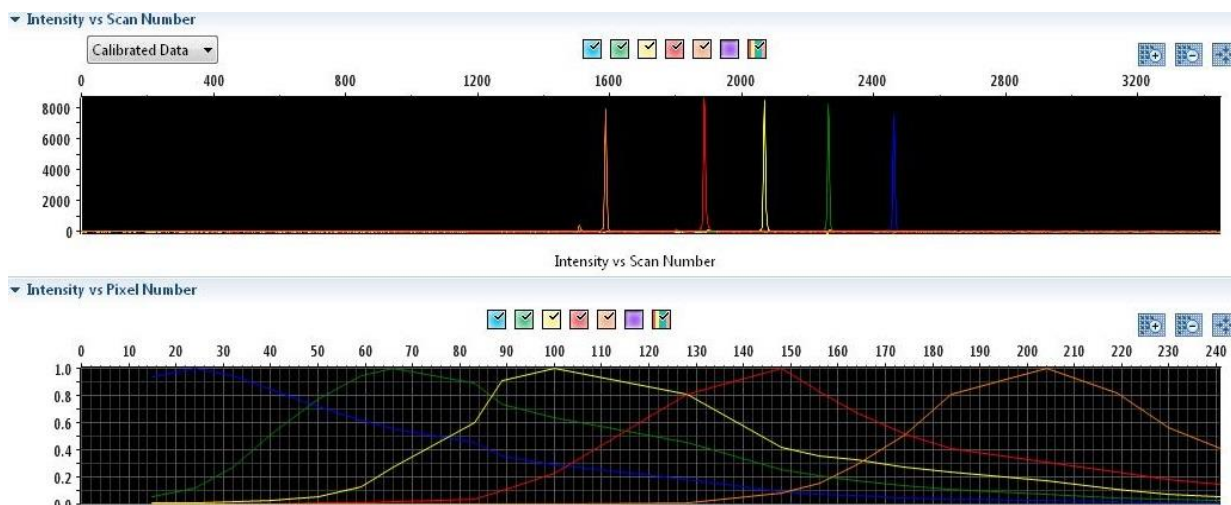 Intensity vs Scan Number
Calibrated Data
0 400 800 1200 1600 2000 2400 2800 3200
8000
6000
4000
2000
0
Intensity vs Scan Number
Intensity vs Pixel Number
0 10 20 30 40 50 60 70 80 90 100 110 120 130 140 150 160 170 180 190 200 210 220 230 240
1.0
0.8
0.6
0.4
0.2
0.0